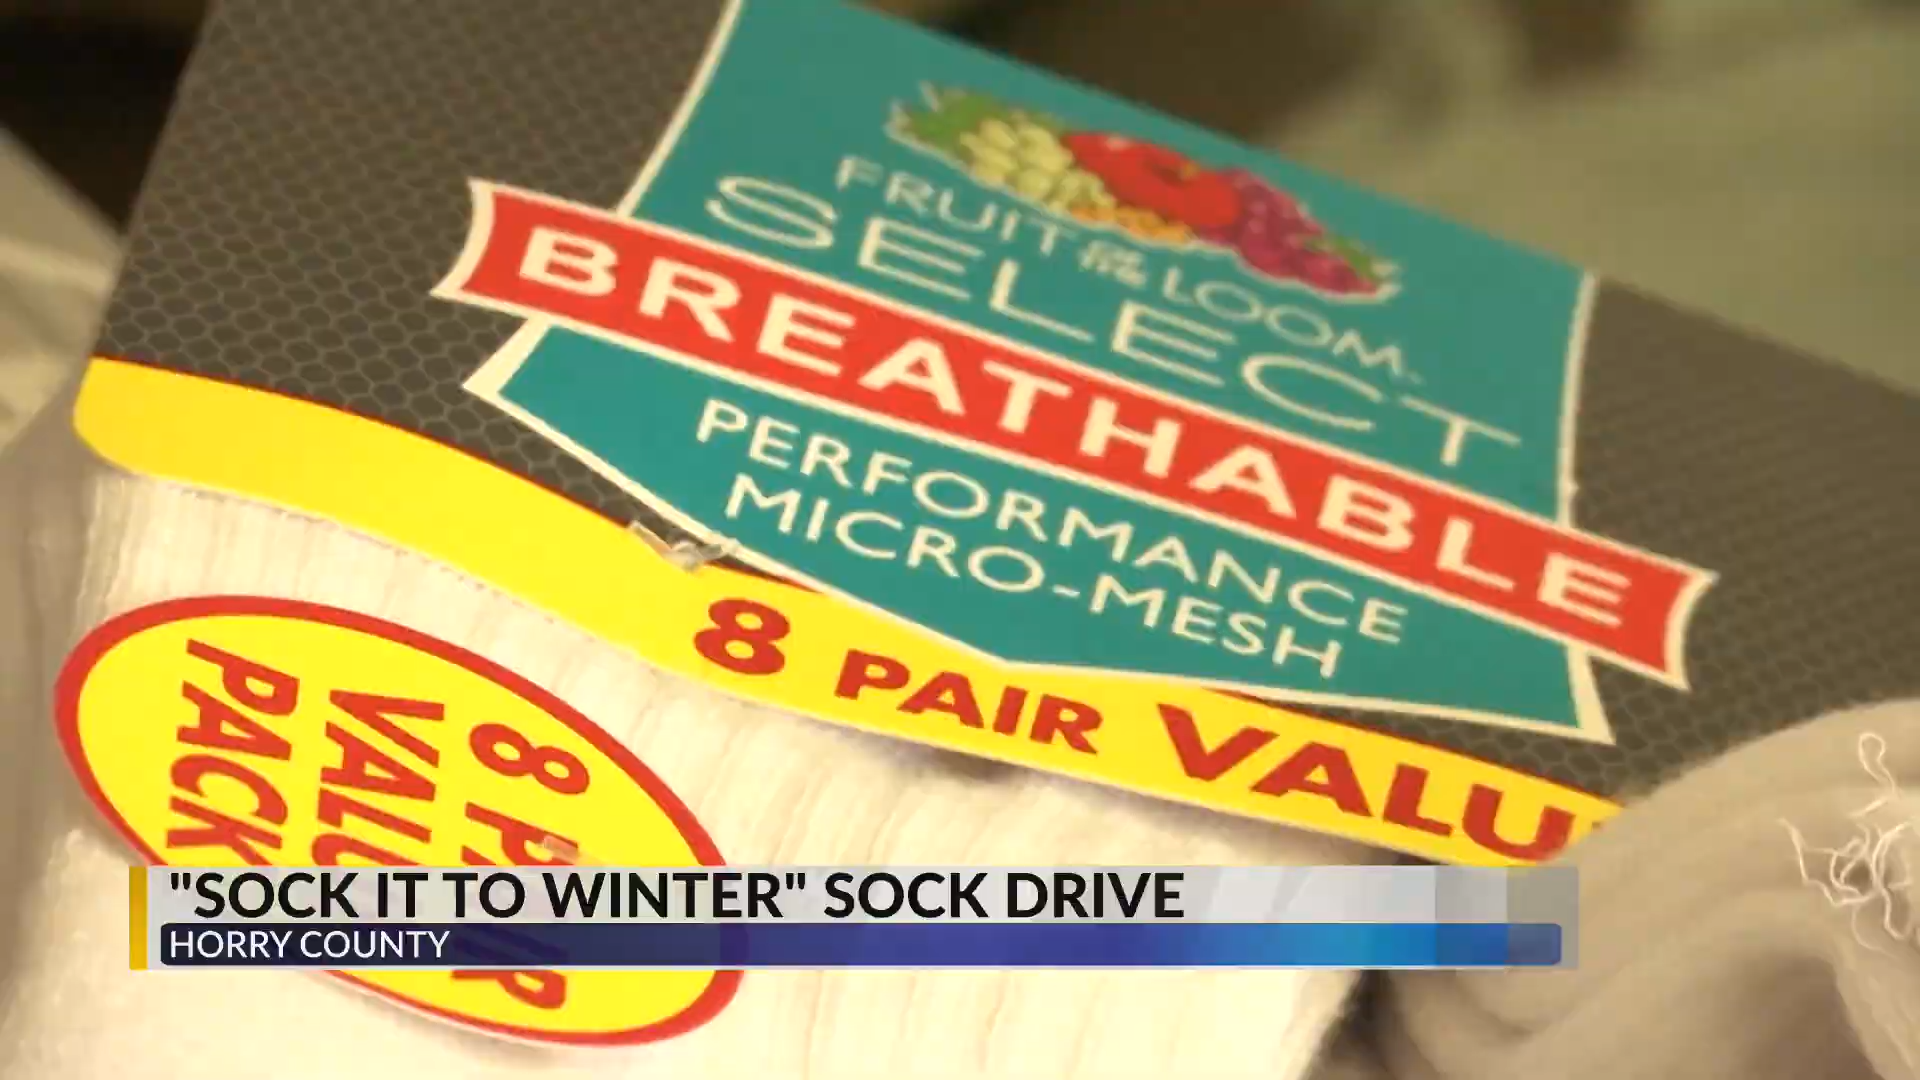 FRUIT OF THE LOOM.
SELECT
BREATHABLE
PERFORMANCE
MICRO-MESH
8 PAIR VALU
8 PAIR
VALUE
PACK
"SOCK IT TO WINTER" SOCK DRIVE
HORRY COUNTY